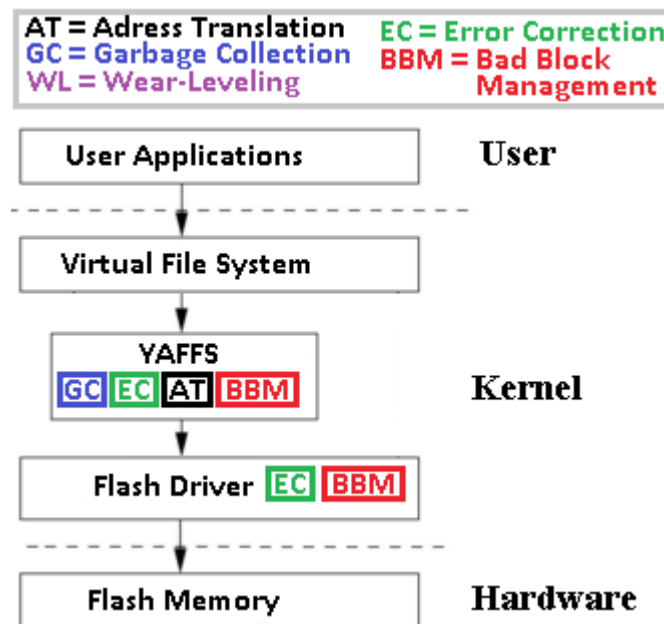 AT = Adress Translation
GC = Garbage Collection
WL = Wear-Leveling
EC = Error Correction
BBM = Bad Block
Management
User Applications
User
Virtual File System
YAFFS
GC EC AT BBM
Kernel
Flash Driver EC BBM
Flash Memory
Hardware